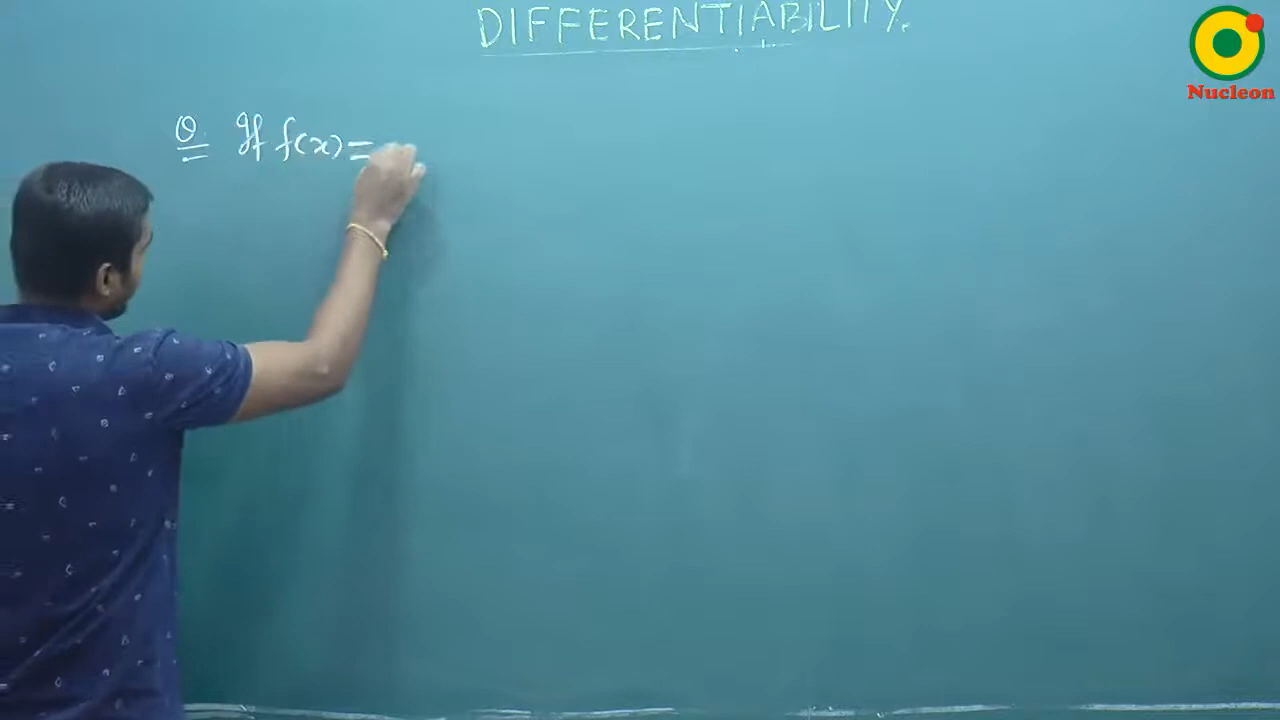 DIFFERENTIABILITY.
Nucleon
Q. If f(x) =